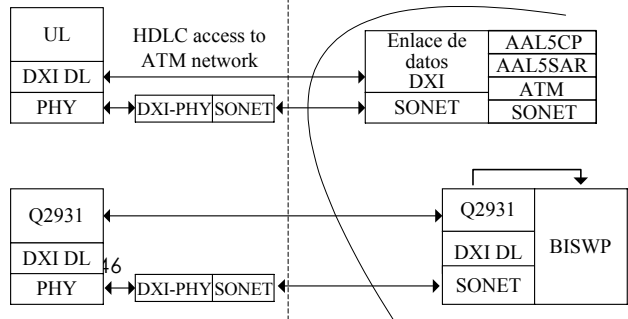 UL
HDLC access to
ATM network
DXI DL
PHY
DXI-PHY SONET
Enlace de
datos
DXI
SONET
AAL5CP
AAL5SAR
ATM
SONET
Q2931
DXI DL
46
PHY
DXI-PHY SONET
Q2931
DXI DL
SONET
BISWP